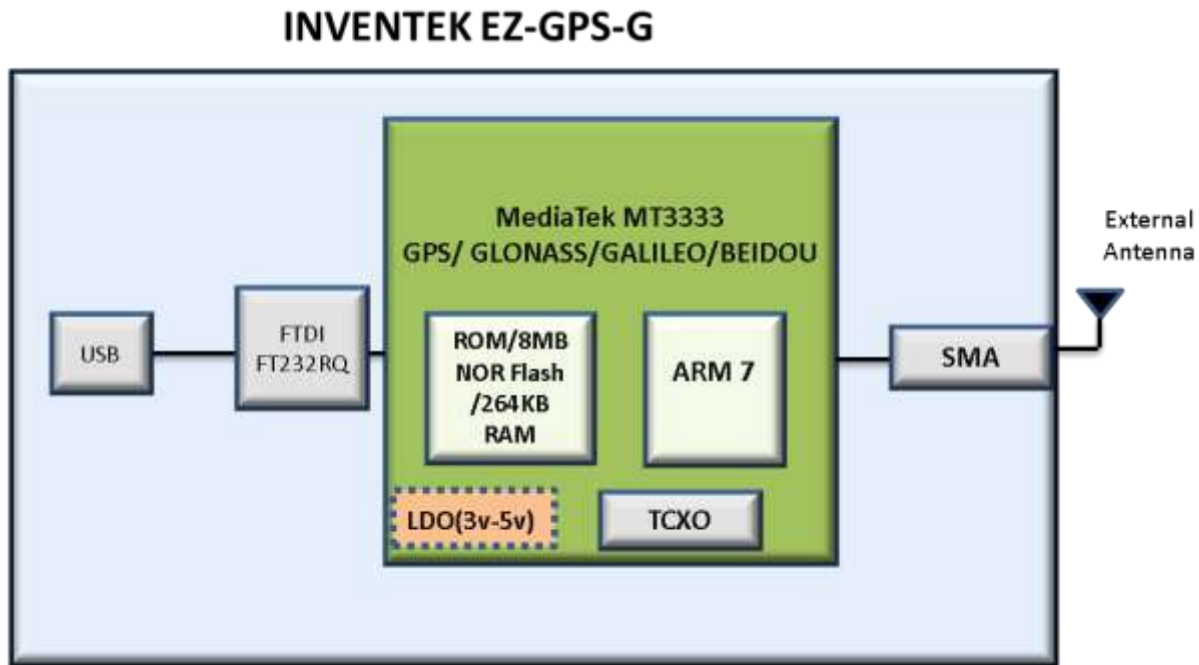 INVENTEK EZ-GPS-G
MediaTek MT3333
GPS/ GLONASS/GALILEO/BEIDOU
External
Antenna
USB
FTDI
FT232RQ
ROM/8MB
NOR Flash
/264KB
RAM
ARM 7
SMA
LDO(3v-5v)
TCXO